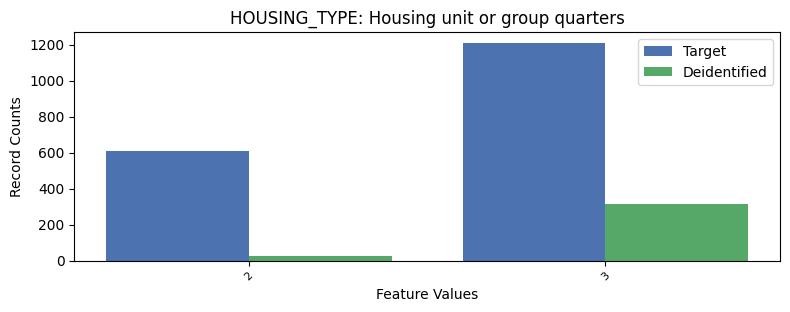 HOUSING_TYPE: Housing unit or group quarters
Target
Deidentified
Record Counts
1200
1000
800
600
400
200
0
2
3
Feature Values